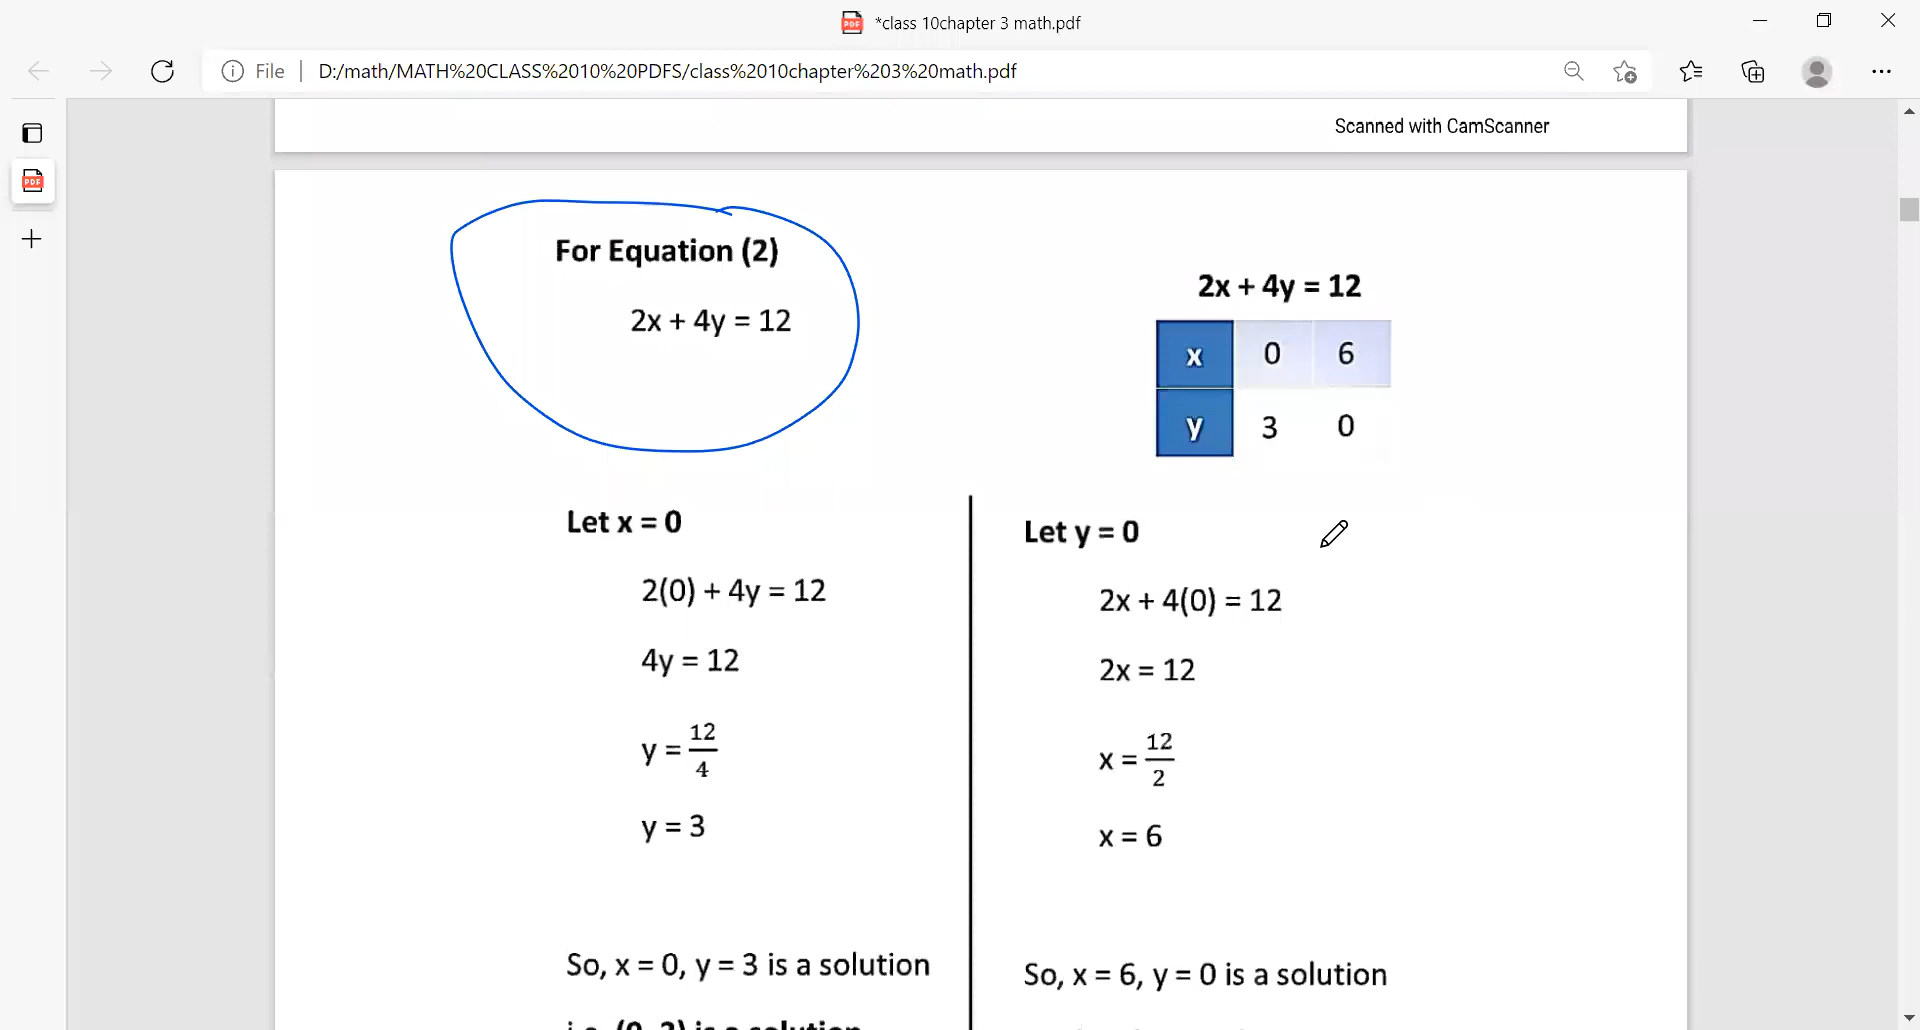 *class 10chapter 3 math.pdf
File | D:/math/MATH%20CLASS%2010%20PDFS/class%2010chapter%203%20math.pdf
Scanned with CamScanner
For Equation (2)
2x + 4y = 12
2x + 4y = 12
x 0 6
y 3 0
Let x = 0
2(0) + 4y = 12
4y = 12
y = 12/4
y = 3
So, x = 0, y = 3 is a solution
Let y = 0
2x + 4(0) = 12
2x = 12
x = 12/2
x = 6
So, x = 6, y = 0 is a solution